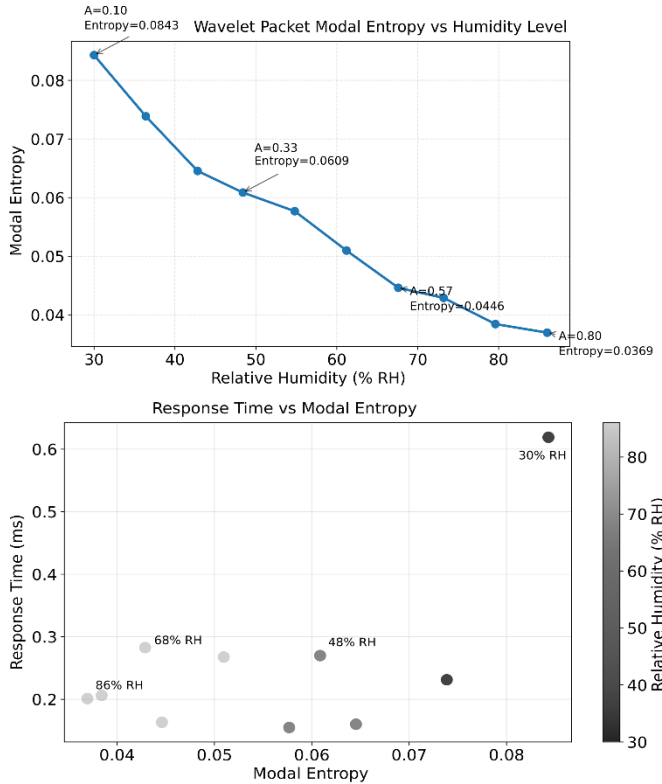 A=0.10
Entropy=0.0843
Wavelet Packet Modal Entropy vs Humidity Level
0.08
0.07
0.06
0.05
0.04
Modal Entropy
A=0.33
Entropy=0.0609
A=0.57
Entropy=0.0446
A=0.80
Entropy=0.0369
30 40 50 60 70 80
Relative Humidity (% RH)
Response Time vs Modal Entropy
0.6
0.5
0.4
0.3
0.2
Response Time (ms)
30% RH
68% RH
48% RH
86% RH
0.04 0.05 0.06 0.07 0.08
Modal Entropy
80
70
60
50
40
30
Relative Humidity (% RH)